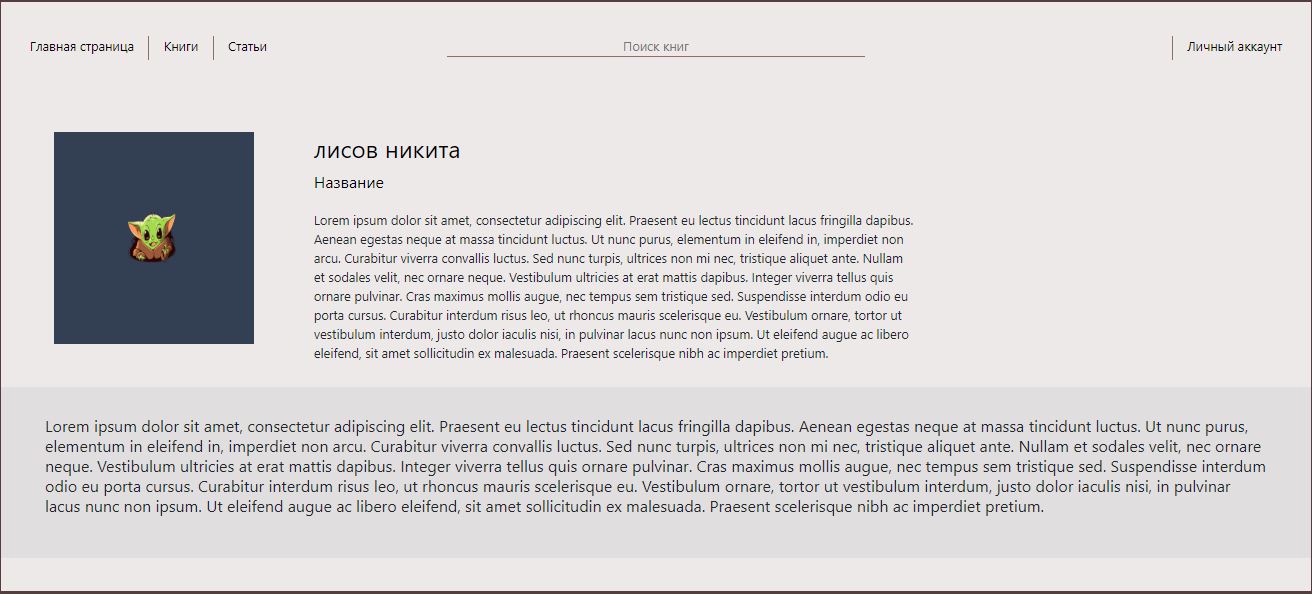 Главная страница Книги Статьи Поиск книг Личный аккаунт
лисов никита
Название
Lorem ipsum dolor sit amet, consectetur adipiscing elit. Praesent eu lectus tincidunt lacus fringilla dapibus.
Aenean egestas neque at massa tincidunt luctus. Ut nunc purus, elementum in eleifend in, imperdiet non
arcu. Curabitur viverra convallis luctus. Sed nunc turpis, ultrices non mi nec, tristique aliquet ante. Nullam
et sodales velit, nec ornare neque. Vestibulum ultricies at erat mattis dapibus. Integer viverra tellus quis
ornare pulvinar. Cras maximus mollis augue, nec tempus sem tristique sed. Suspendisse interdum odio eu
porta cursus. Curabitur interdum risus leo, ut rhoncus mauris scelerisque eu. Vestibulum ornare, tortor ut
vestibulum interdum, justo dolor iaculis nisi, in pulvinar lacus nunc non ipsum. Ut eleifend augue ac libero
eleifend, sit amet sollicitudin ex malesuada. Praesent scelerisque nibh ac imperdiet pretium.
Lorem ipsum dolor sit amet, consectetur adipiscing elit. Praesent eu lectus tincidunt lacus fringilla dapibus. Aenean egestas neque at massa tincidunt luctus. Ut nunc purus,
elementum in eleifend in, imperdiet non arcu. Curabitur viverra convallis luctus. Sed nunc turpis, ultrices non mi nec, tristique aliquet ante. Nullam et sodales velit, nec ornare
neque. Vestibulum ultricies at erat mattis dapibus. Integer viverra tellus quis ornare pulvinar. Cras maximus mollis augue, nec tempus sem tristique sed. Suspendisse interdum
odio eu porta cursus. Curabitur interdum risus leo, ut rhoncus mauris scelerisque eu. Vestibulum ornare, tortor ut vestibulum interdum, justo dolor iaculis nisi, in pulvinar
lacus nunc non ipsum. Ut eleifend augue ac libero eleifend, sit amet sollicitudin ex malesuada. Praesent scelerisque nibh ac imperdiet pretium.